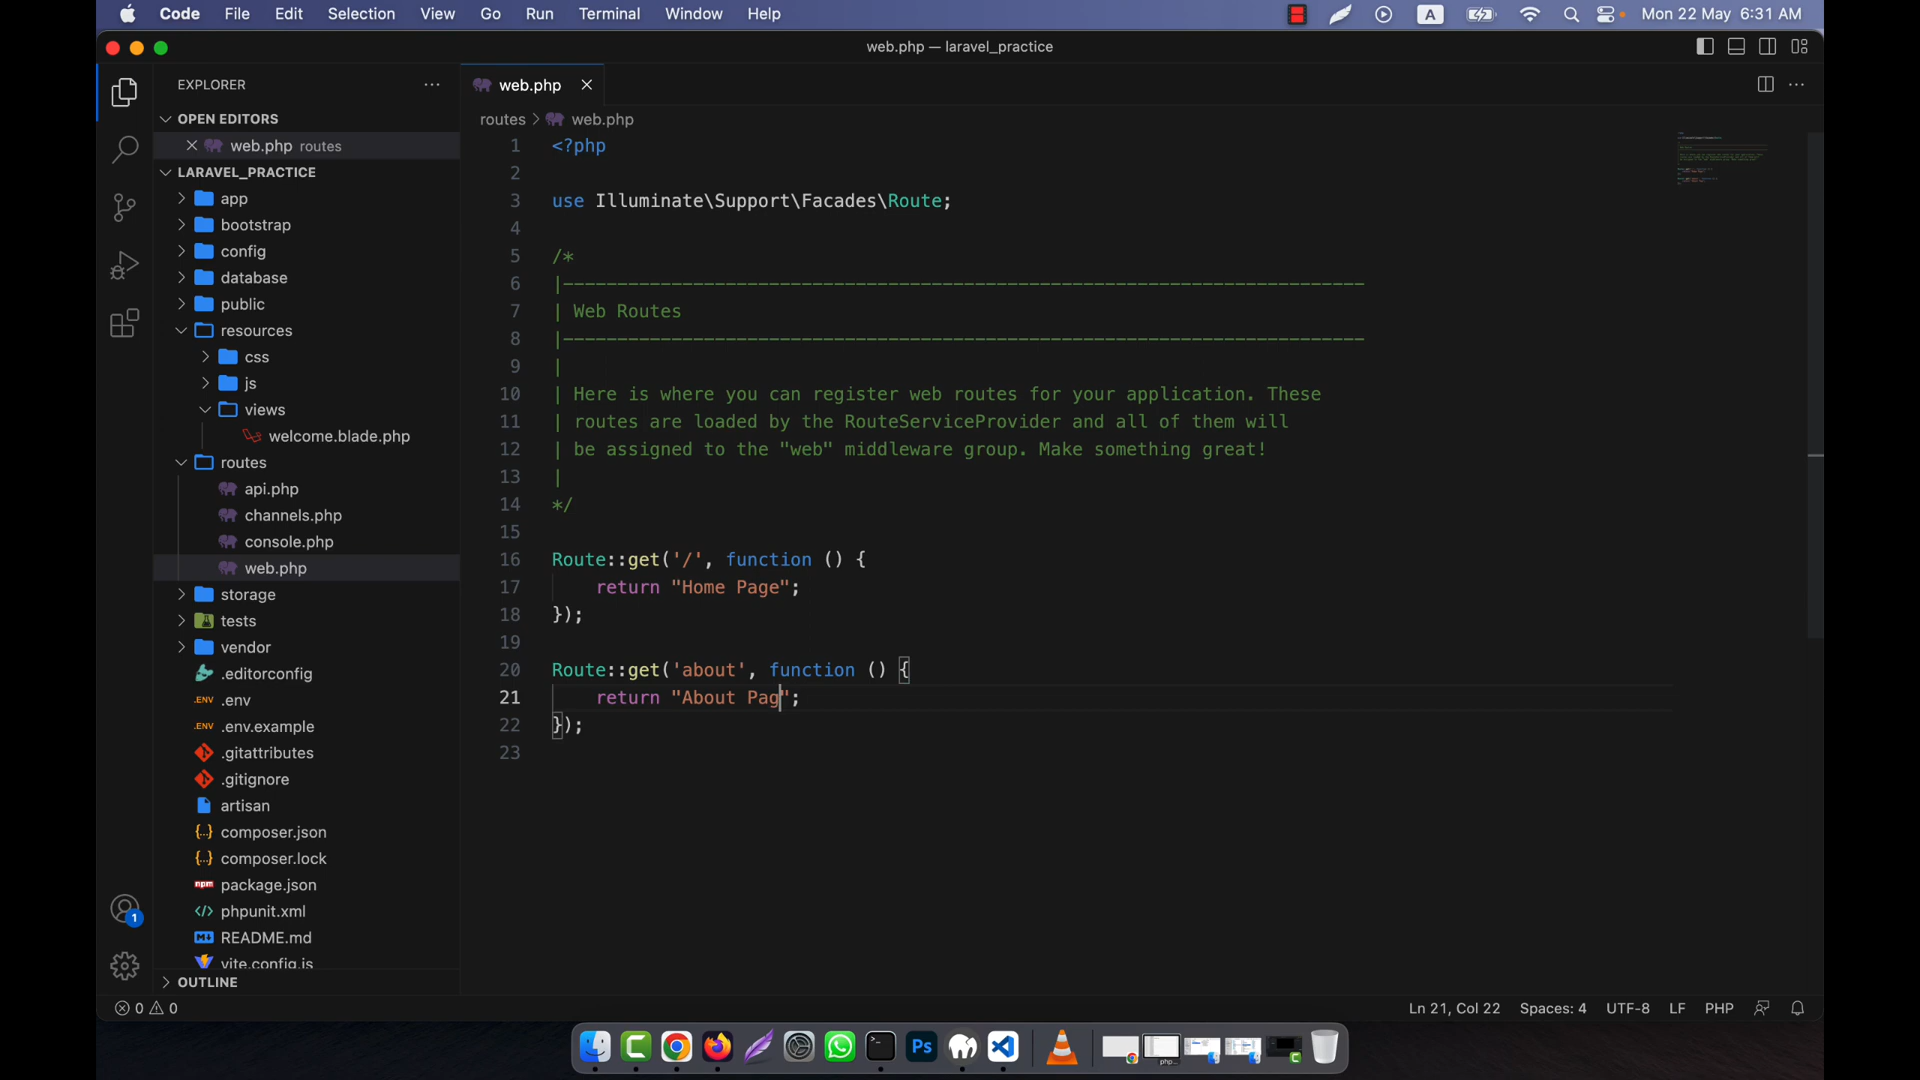 Code File Edit Selection View Go Run Terminal Window Help A Mon 22 May 6:31 AM
web.php — laravel_practice
EXPLORER
web.php
OPEN EDITORS
web.php routes
routes > web.php
LARAVEL_PRACTICE
app
bootstrap
config
database
public
resources
css
js
views
welcome.blade.php
routes
api.php
channels.php
console.php
web.php
storage
tests
vendor
.editorconfig
.ENV .env
.ENV .env.example
.gitattributes
.gitignore
artisan
{..} composer.json
{..} composer.lock
npm package.json
</> phpunit.xml
README.md
vite.config.js
OUTLINE
1 <?php
2
3 use Illuminate\Support\Facades\Route;
4
5 /*
6 |--------------------------------------------------------------------------
7 | Web Routes
8 |--------------------------------------------------------------------------
9 |
10 | Here is where you can register web routes for your application. These
11 | routes are loaded by the RouteServiceProvider and all of them will
12 | be assigned to the "web" middleware group. Make something great!
13 |
14 */
15
16 Route::get('/', function () {
17 return "Home Page";
18 });
19
20 Route::get('about', function () {
21 return "About Pag";
22 });
23
1
0 0
Ln 21, Col 22 Spaces: 4 UTF-8 LF PHP
Ps